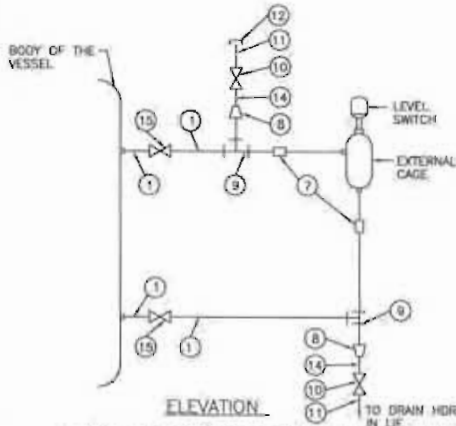 12
BODY OF THE
VESSEL
11
10
14
LEVEL
SWITCH
15
1
8
EXTERNAL
CAGE.
1
9
7
1
9
15
1
8
14
10
ELEVATION
11
TO DRAIN HDR